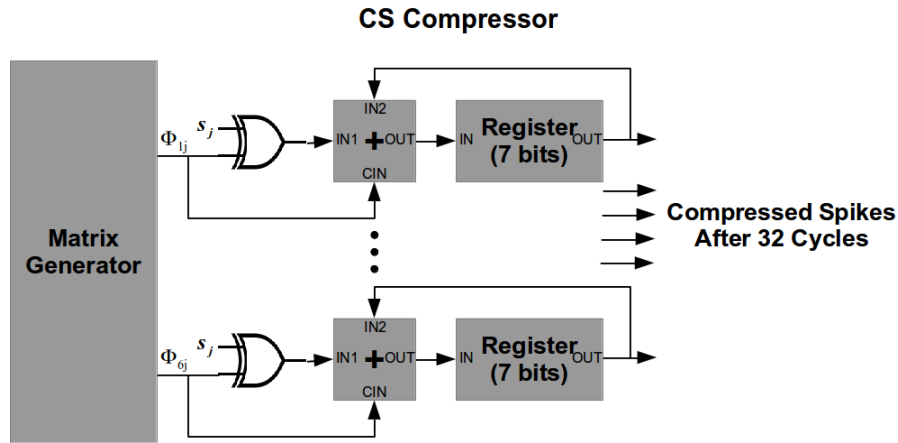 CS Compressor
Matrix
Generator
Φ1j
sj
IN2
IN1 + OUT
CIN
IN Register OUT
(7 bits)
Compressed Spikes
After 32 Cycles
Φ6j
sj
IN2
IN1 + OUT
CIN
IN Register OUT
(7 bits)